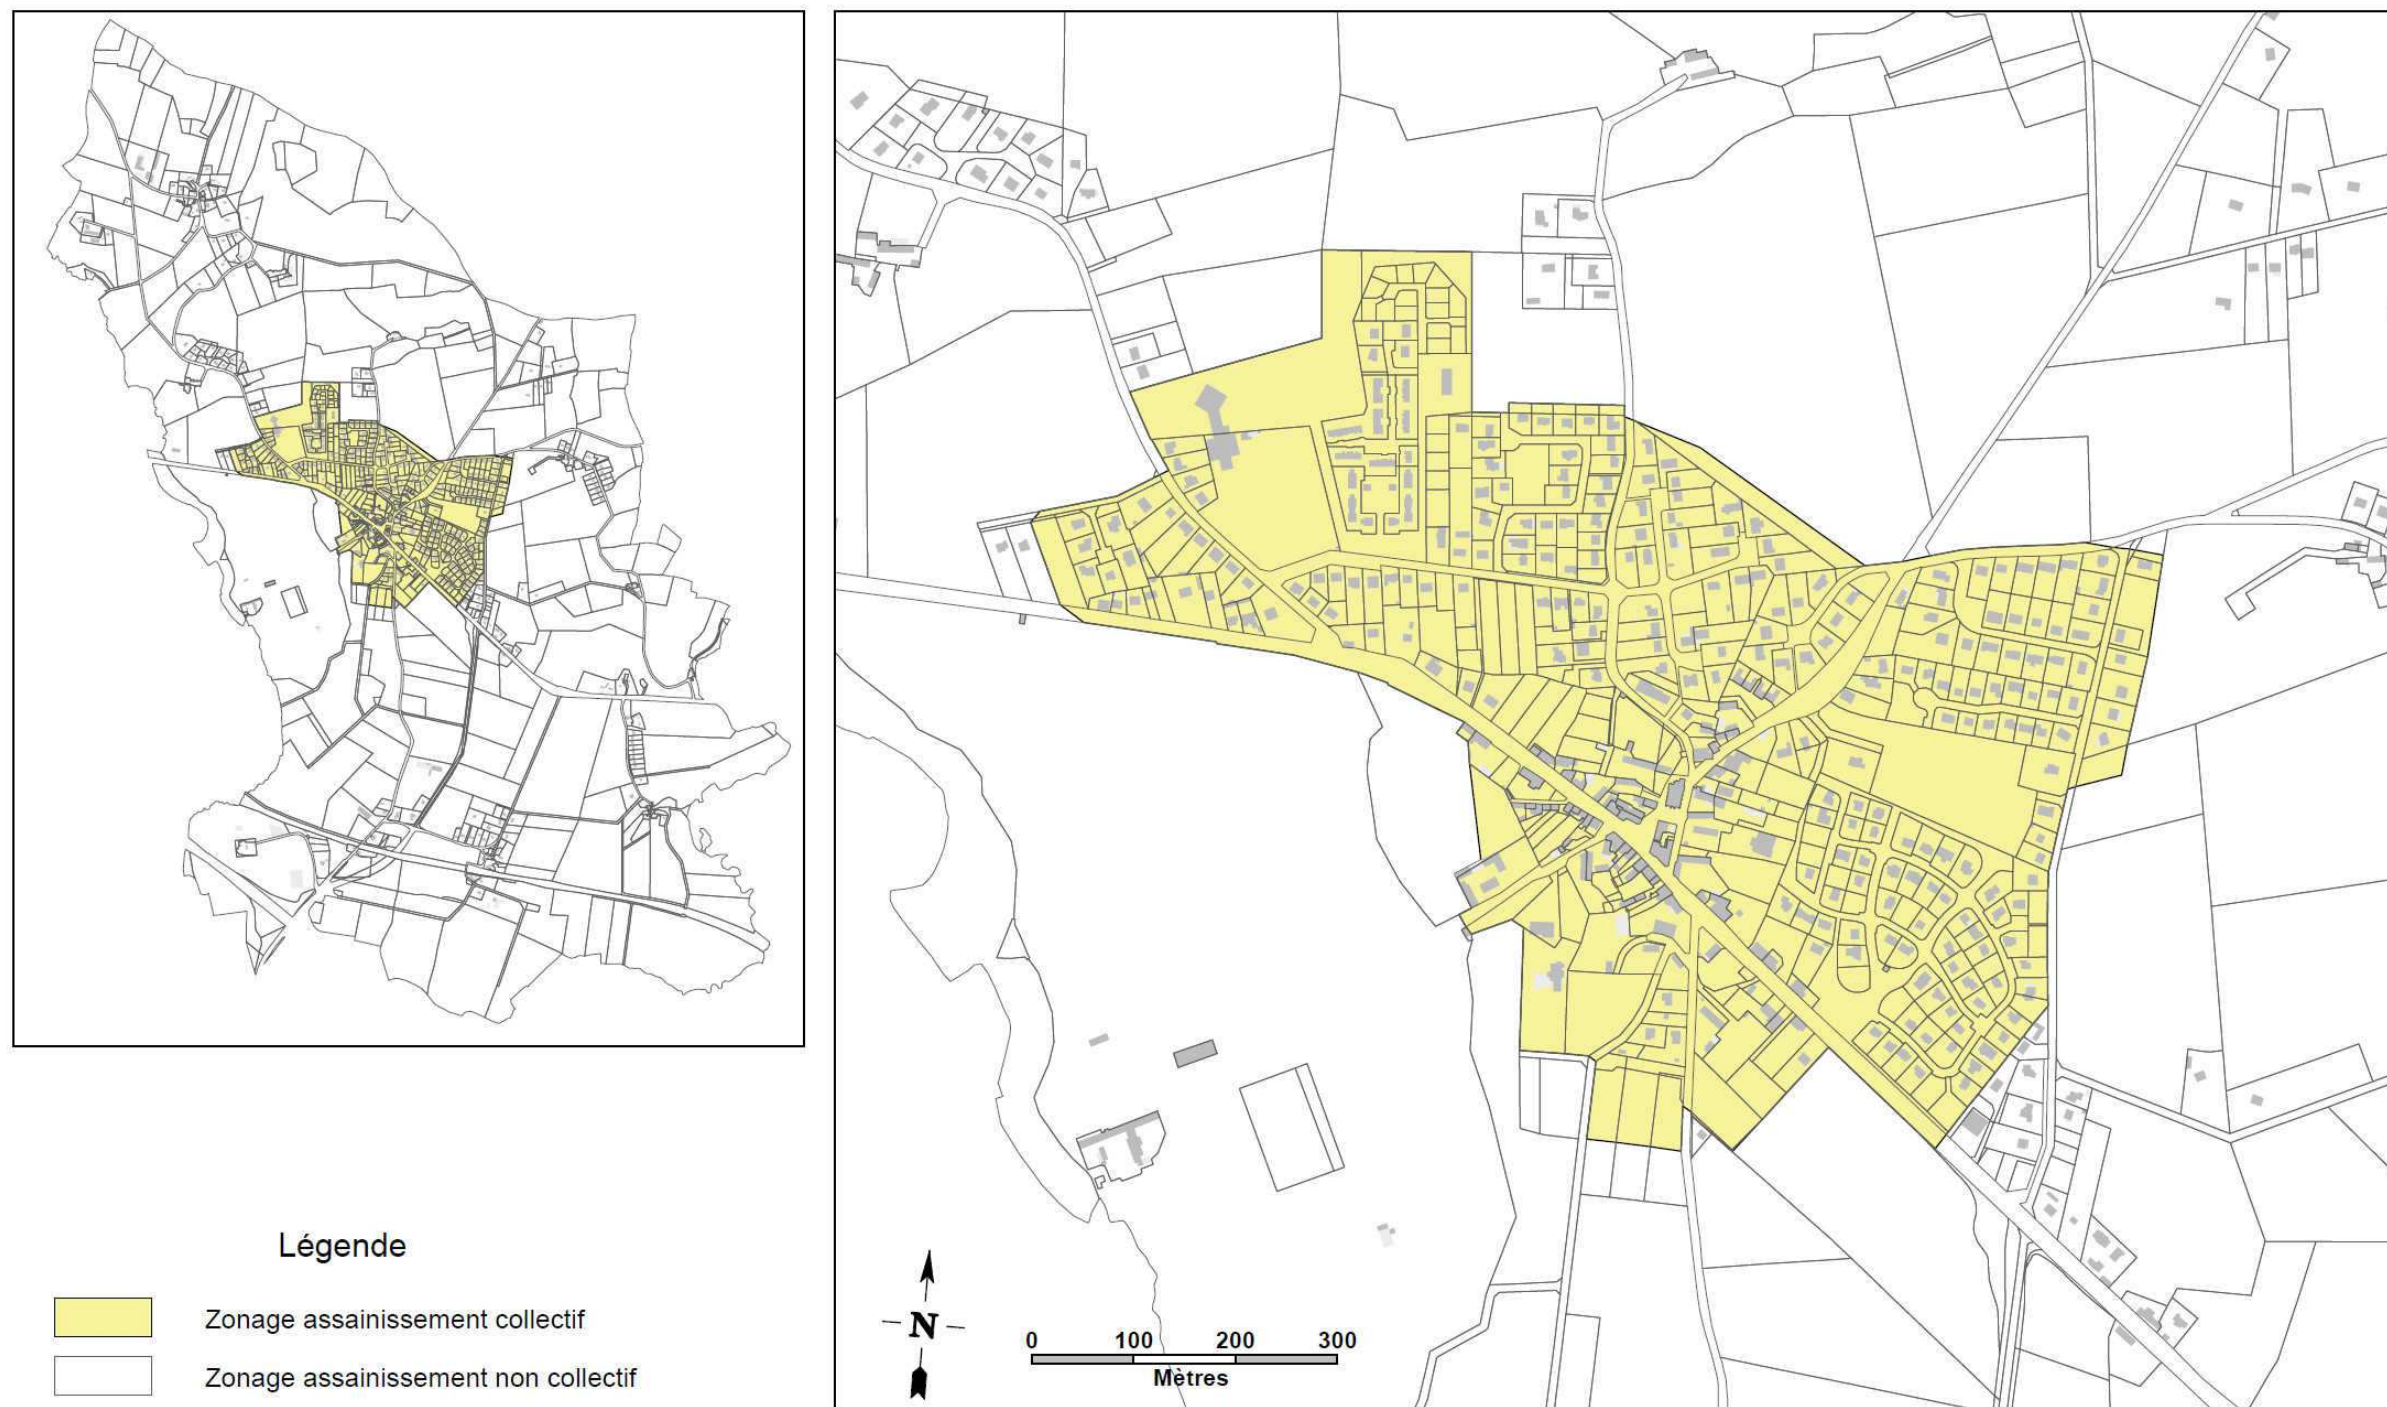 Légende
Zonage assainissement collectif
Zonage assainissement non collectif
N
0 100 200 300
Mètres